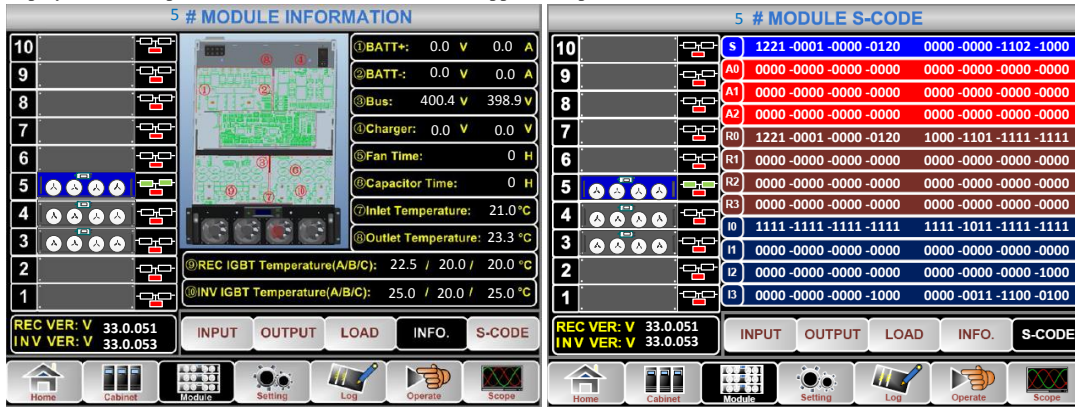 5 # MODULE INFORMATION
10
9
8
7
6
5
4
3
2
1
①BATT+: 0.0 V 0.0 A
②BATT-: 0.0 V 0.0 A
③Bus: 400.4 V 398.9 V
④Charger: 0.0 V 0.0 V
⑤Fan Time: 0 H
⑥Capacitor Time: 0 H
⑦Inlet Temperature: 21.0°C
⑧Outlet Temperature: 23.3 °C
⑨REC IGBT Temperature(A/B/C): 22.5 / 20.0 / 20.0 °C
⑩INV IGBT Temperature(A/B/C): 25.0 / 20.0 / 25.0 °C
REC VER: V 33.0.051
INV VER: V 33.0.053
INPUT OUTPUT LOAD INFO. S-CODE
Home Cabinet Module Setting Log Operate Scope
5 # MODULE S-CODE
10
9
8
7
6
5
4
3
2
1
S 1221 -0001 -0000 -0120 0000 -0000 -1102 -1000
A0 0000 -0000 -0000 -0000 0000 -0000 -0000 -0000
A1 0000 -0000 -0000 -0000 0000 -0000 -0000 -0000
A2 0000 -0000 -0000 -0000 0000 -0000 -0000 -0000
R0 1221 -0001 -0000 -0120 1000 -1101 -1111 -1111
R1 0000 -0000 -0000 -0000 0000 -0000 -0000 -0000
R2 0000 -0000 -0000 -0000 0000 -0000 -0000 -0000
R3 0000 -0000 -0000 -0000 0000 -0000 -0000 -0000
I0 1111 -1111 -1111 -1111 1111 -1011 -1111 -1111
I1 0000 -0000 -0000 -0000 0000 -0000 -0000 -0000
I2 0000 -0000 -0000 -0000 0000 -0000 -0000 -1000
I3 0000 -0000 -0000 -1000 0000 -0011 -1100 -0100
REC VER: V 33.0.051
INV VER: V 33.0.053
INPUT OUTPUT LOAD INFO. S-CODE
Home Cabinet Module Setting Log Operate Scope